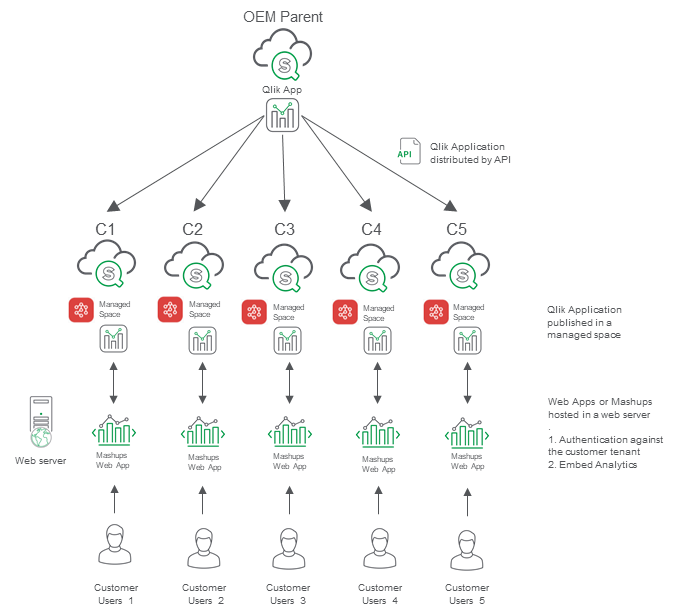 OEM Parent
S
Qlik App
API
Qlik Application
distributed by API
C1
C2
C3
C4
C5
S
S
S
S
S
Managed
Space
Managed
Space
Managed
Space
Managed
Space
Managed
Space
Qlik Application
published in a
managed space
Web server
Mashups
Web App
Mashups
Web App
Mashups
Web App
Mashups
Web App
Mashups
Web App
Web Apps or Mashups
hosted in a web server
.
1. Authentication against
the customer tenant
2. Embed Analytics
Customer
Users 1
Customer
Users 2
Customer
Users 3
Customer
Users 4
Customer
Users 5